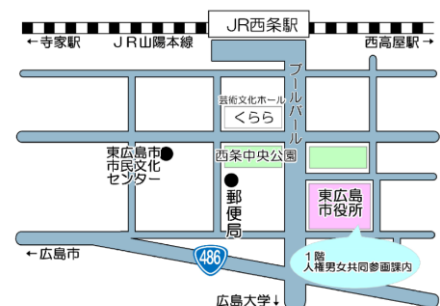 JR西条駅
←寺家駅
JR山陽本線
西高屋駅→
ブールバール
芸術文化ホール
くらら
東広島市
市民文化
センター
西条中央公園
郵便局
東広島
市役所
486
←広島市
1階
人権男女共同参画課内
広島大学↓